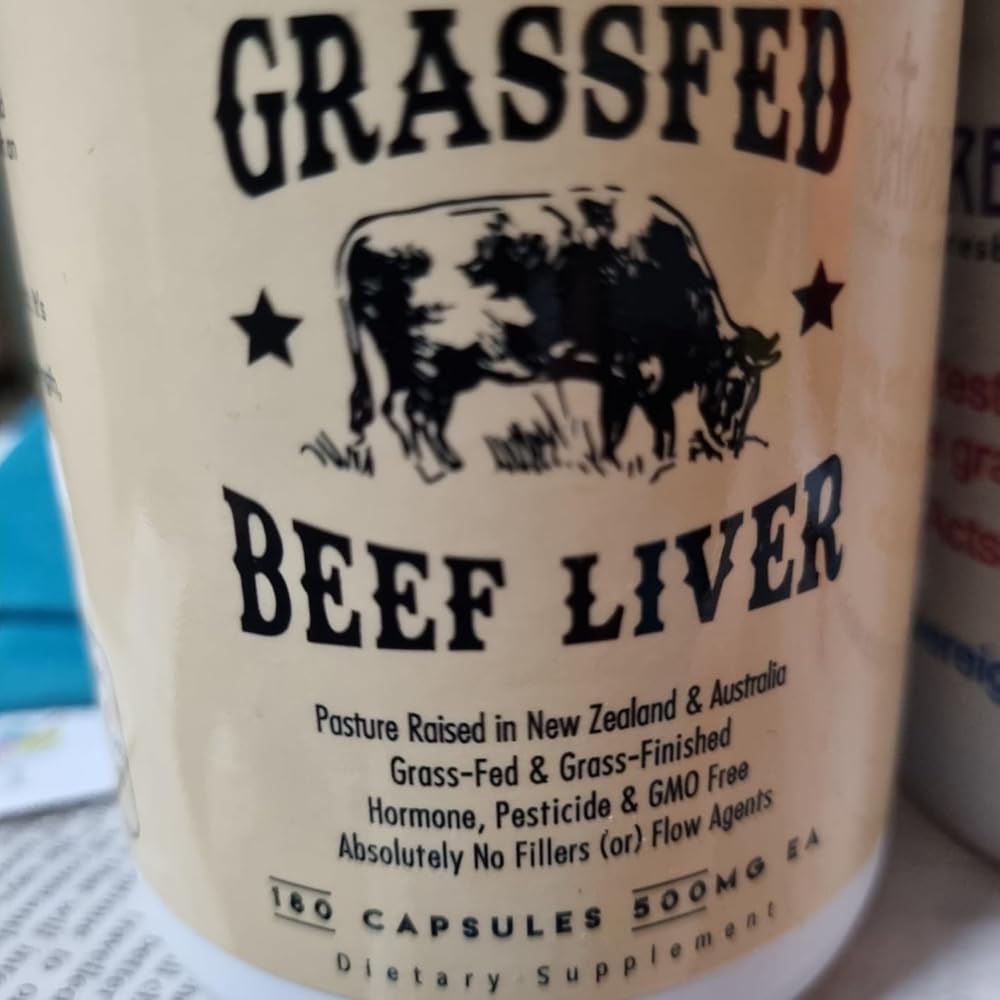 GRASSFED
BEEF LIVER
Pasture Raised in New Zealand & Australia
Grass-Fed & Grass-Finished
Hormone, Pesticide & GMO Free
Absolutely No Fillers (or) Flow Agents
180 CAPSULES 500MG EA
Dietary Supplement